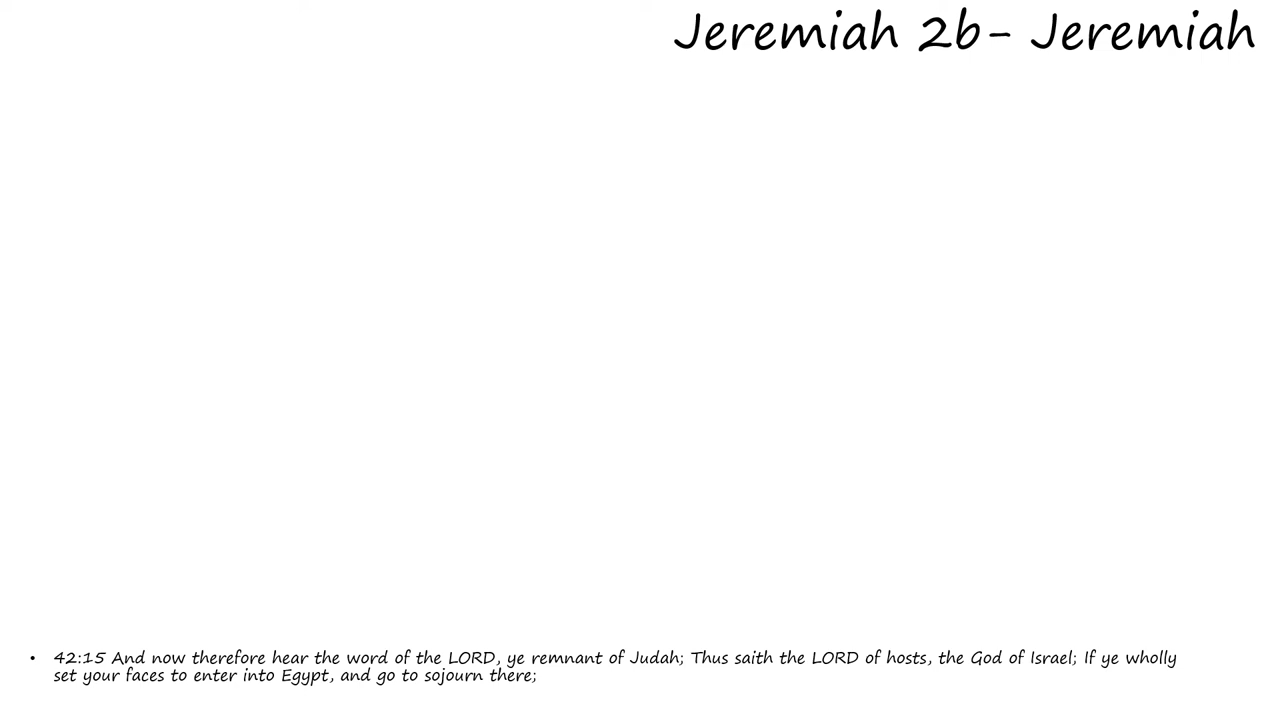 Jeremiah 2b- Jeremiah
• 42:15 And now therefore hear the word of the LORD, ye remnant of Judah; Thus saith the LORD of hosts, the God of Israel; If ye wholly
set your faces to enter into Egypt, and go to sojourn there;